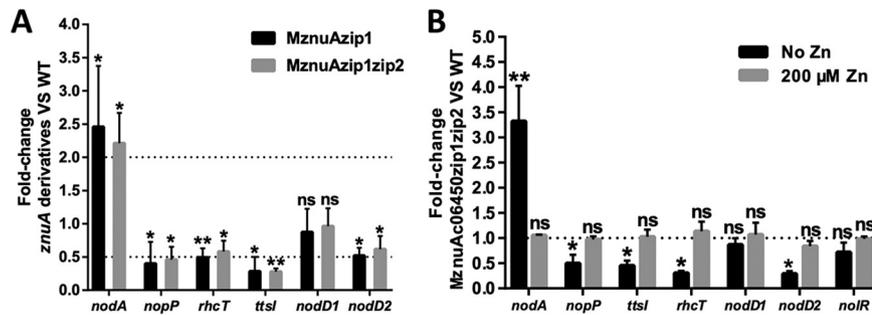 A
Fold-change
znuA derivatives VS WT
4.0
3.5
3.0
2.5
2.0
1.5
1.0
0.5
0.0
MznuAzip1
MznuAzip1zip2
* * * * ** * * ** ns ns * *
nodA nopP rhcT ttsI nodD1 nodD2
B
Fold-change
MznuAc06450zip1zip2 VS WT
5.0
4.5
4.0
3.5
3.0
2.5
2.0
1.5
1.0
0.5
0.0
No Zn
200 µM Zn
** ns * ns * ns * ns ns ns * ns ns ns
nodA nopP ttsI rhcT nodD1 nodD2 nolR